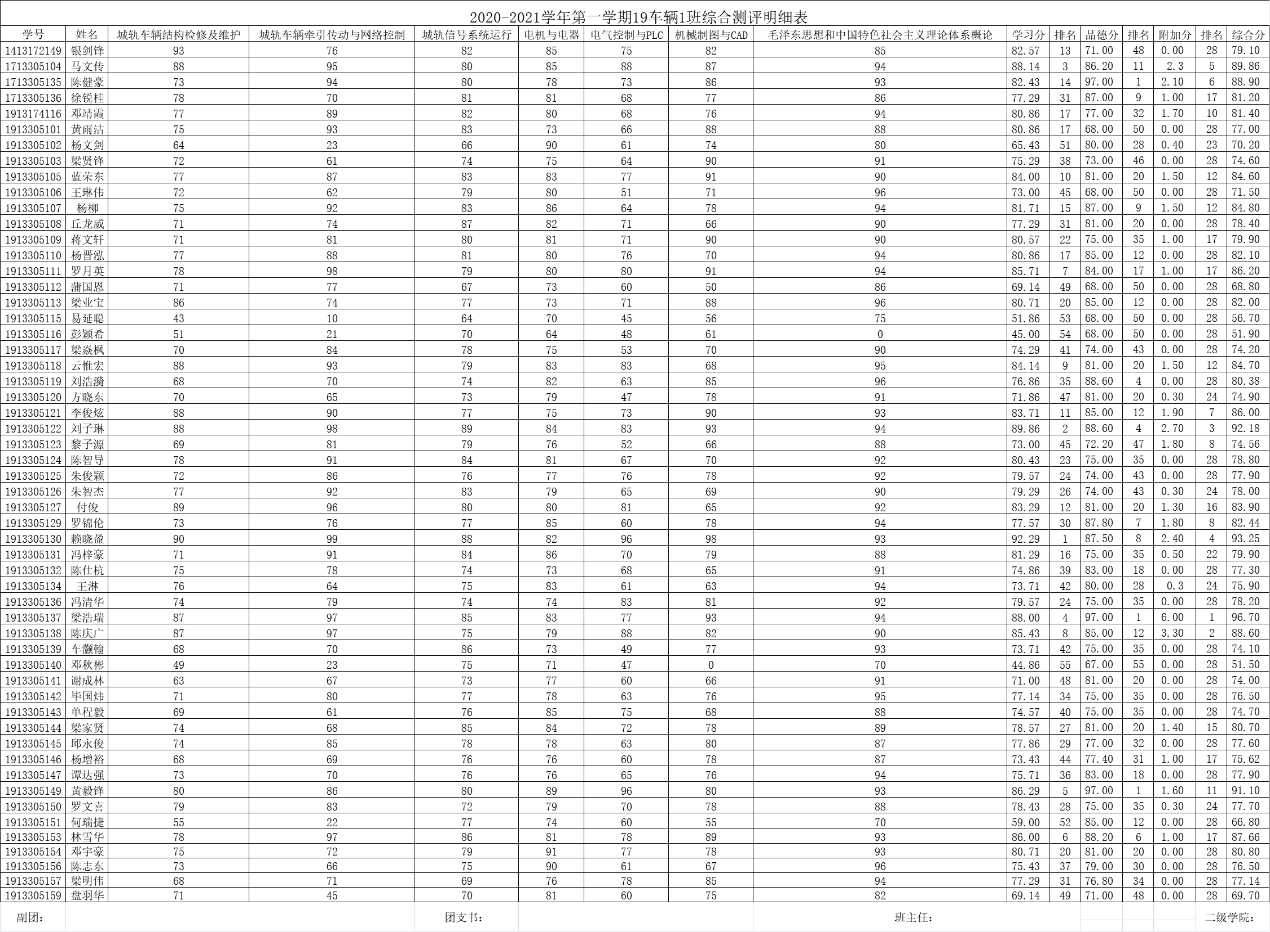 2020-2021学年第一学期19车辆1班综合测评明细表
学号 姓名 城轨车辆结构检修及维护 城轨车辆牵引传动与网络控制 城轨信号系统运行 电机与电器 电气控制与PLC 机械制图与CAD 毛泽东思想和中国特色社会主义理论体系概论 学习分 排名 品德分 排名 附加分 排名 综合分
1413172149 银剑锋 93 76 82 85 75 82 85 82.57 13 71.00 48 0.00 28 79.10
1713305104 马文传 88 95 80 85 88 87 94 88.14 3 86.20 11 2.3 5 89.86
1713305135 陈健豪 73 94 80 78 73 86 93 82.43 14 97.00 1 2.10 6 88.90
1713305136 徐锐桂 78 70 81 81 68 77 86 77.29 31 87.00 9 1.00 17 81.20
1913174116 邓靖霞 77 89 82 80 68 76 94 80.86 17 77.00 32 1.70 10 81.40
1913305101 黄雨洁 75 93 83 73 66 88 88 80.86 17 68.00 50 0.00 28 77.00
1913305102 杨文剑 64 23 66 90 61 74 80 65.43 51 80.00 28 0.40 23 70.20
1913305103 梁贤锋 72 61 74 75 64 90 91 75.29 38 73.00 46 0.00 28 74.60
1913305105 蓝荣东 77 87 83 83 77 91 90 84.00 10 81.00 20 1.50 12 84.60
1913305106 王琳伟 72 62 79 80 51 71 96 73.00 45 68.00 50 0.00 28 71.50
1913305107 杨柳 75 92 83 86 64 78 94 81.71 15 87.00 9 1.50 12 84.80
1913305108 丘龙威 71 74 87 82 71 66 90 77.29 31 81.00 20 0.00 28 78.40
1913305109 蒋文轩 71 81 80 81 71 90 90 80.57 22 75.00 35 1.00 17 79.90
1913305110 杨晋泓 77 88 81 80 76 70 94 80.86 17 85.00 12 0.00 28 82.10
1913305111 罗月英 78 98 79 80 80 91 94 85.71 7 84.00 17 1.00 17 86.20
1913305112 蒲国恩 71 77 67 73 60 50 86 69.14 49 68.00 50 0.00 28 68.80
1913305113 梁业宝 86 74 77 73 71 88 96 80.71 20 85.00 12 0.00 28 82.00
1913305115 易延聪 43 10 64 70 45 56 75 51.86 53 68.00 50 0.00 28 56.70
1913305116 彭颖希 51 21 70 64 48 61 0 45.00 54 68.00 50 0.00 28 51.90
1913305117 梁焱枫 70 84 78 75 53 70 90 74.29 41 74.00 43 0.00 28 74.20
1913305118 云惟宏 88 93 79 83 83 68 95 84.14 9 81.00 20 1.50 12 84.70
1913305119 刘浩漪 68 70 74 82 63 85 96 76.86 35 88.60 4 0.00 28 80.38
1913305120 方晓东 70 65 73 79 47 78 91 71.86 47 81.00 20 0.30 24 74.90
1913305121 李俊炫 88 90 77 75 73 90 93 83.71 11 85.00 12 1.90 7 86.00
1913305122 刘子琳 88 98 89 84 83 93 94 89.86 2 88.60 4 2.70 3 92.18
1913305123 黎子源 69 81 79 76 52 66 88 73.00 45 72.20 47 1.80 8 74.56
1913305124 陈智导 78 91 84 81 67 70 92 80.43 23 75.00 35 0.00 28 78.80
1913305125 朱俊颖 72 86 76 77 76 78 92 79.57 24 74.00 43 0.00 28 77.90
1913305126 朱智杰 77 92 83 79 65 69 90 79.29 26 74.00 43 0.30 24 78.00
1913305127 付俊 89 96 80 80 81 65 92 83.29 12 81.00 20 1.30 16 83.90
1913305129 罗锦伦 73 76 77 85 60 78 94 77.57 30 87.80 7 1.80 8 82.44
1913305130 赖晓盈 90 99 88 82 96 98 93 92.29 1 87.50 8 2.40 4 93.25
1913305131 冯梓豪 71 91 84 86 70 79 88 81.29 16 75.00 35 0.50 22 79.90
1913305132 陈仕杭 75 78 74 73 68 65 91 74.86 39 83.00 18 0.00 28 77.30
1913305134 王淋 76 64 75 83 61 63 94 73.71 42 80.00 28 0.3 24 75.90
1913305136 冯清华 74 79 74 74 83 81 92 79.57 24 75.00 35 0.00 28 78.20
1913305137 梁浩瑞 87 97 85 83 77 93 94 88.00 4 97.00 1 6.00 1 96.70
1913305138 陈庆广 87 97 75 79 88 82 90 85.43 8 85.00 12 3.30 2 88.60
1913305139 车灏翰 68 70 86 73 49 77 93 73.71 42 75.00 35 0.00 28 74.10
1913305140 邓秋彬 49 23 75 71 47 0 70 44.86 55 67.00 55 0.00 28 51.50
1913305141 谢成林 63 67 73 77 60 66 91 71.00 48 81.00 20 0.00 28 74.00
1913305142 毕国炜 71 80 77 78 63 76 95 77.14 34 75.00 35 0.00 28 76.50
1913305143 单程毅 69 61 76 85 75 68 88 74.57 40 75.00 35 0.00 28 74.70
1913305144 梁家贤 74 68 85 84 72 78 89 78.57 27 81.00 20 1.40 15 80.70
1913305145 邱永俊 74 85 78 78 63 80 87 77.86 29 77.00 32 0.00 28 77.60
1913305146 杨增裕 68 69 76 76 60 78 87 73.43 44 77.40 31 1.00 17 75.62
1913305147 谭达强 73 70 76 76 65 76 94 75.71 36 83.00 18 0.00 28 77.90
1913305149 黄毅锋 80 86 80 89 96 80 93 86.29 5 97.00 1 1.60 11 91.10
1913305150 罗文喜 79 83 72 79 70 78 88 78.43 28 75.00 35 0.30 24 77.70
1913305151 何瑞捷 55 22 77 74 60 55 70 59.00 52 85.00 12 0.00 28 66.80
1913305153 林雪华 78 97 86 81 78 89 93 86.00 6 88.20 6 1.00 17 87.66
1913305154 邓宇豪 75 72 79 91 77 78 93 80.71 20 81.00 20 0.00 28 80.80
1913305156 陈志东 73 66 75 90 61 67 96 75.43 37 79.00 30 0.00 28 76.50
1913305157 梁明伟 68 71 69 76 78 85 94 77.29 31 76.80 34 0.00 28 77.14
1913305159 盘羽华 71 45 70 81 60 75 82 69.14 49 71.00 48 0.00 28 69.70
副团： 团支书： 班主任： 二级学院：